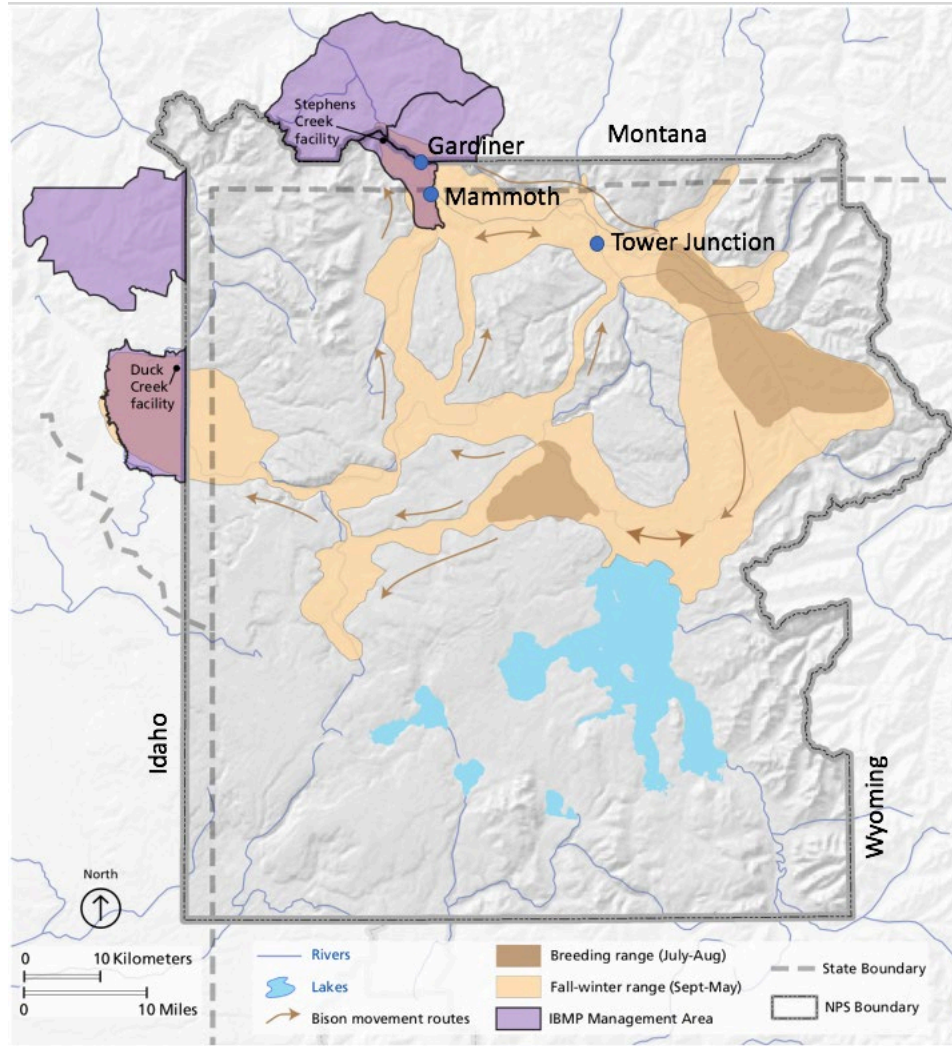 Stephens
Creek
facility
Gardiner
Montana
Mammoth
Tower Junction
Duck
Creek
facility
Idaho
Wyoming
North
0 10 Kilometers
0 10 Miles
Rivers
Lakes
Bison movement routes
Breeding range (July-Aug)
Fall-winter range (Sept-May)
IBMP Management Area
State Boundary
NPS Boundary